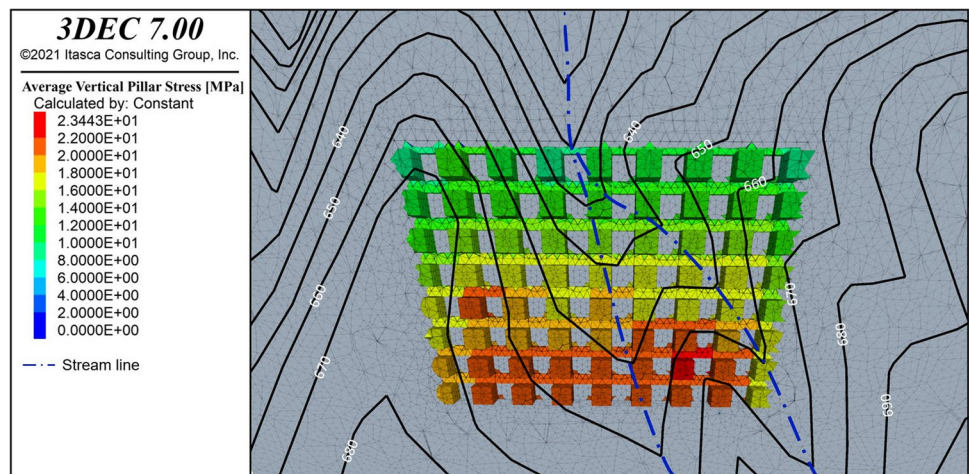 3DEC 7.00
©2021 Itasca Consulting Group, Inc.
Average Vertical Pillar Stress [MPa]
Calculated by: Constant
2.3443E+01
2.2000E+01
2.0000E+01
1.8000E+01
1.6000E+01
1.4000E+01
1.2000E+01
1.0000E+01
8.0000E+00
6.0000E+00
4.0000E+00
2.0000E+00
0.0000E+00
Stream line
640
640
650
660
650
660
670
680
670
680
690